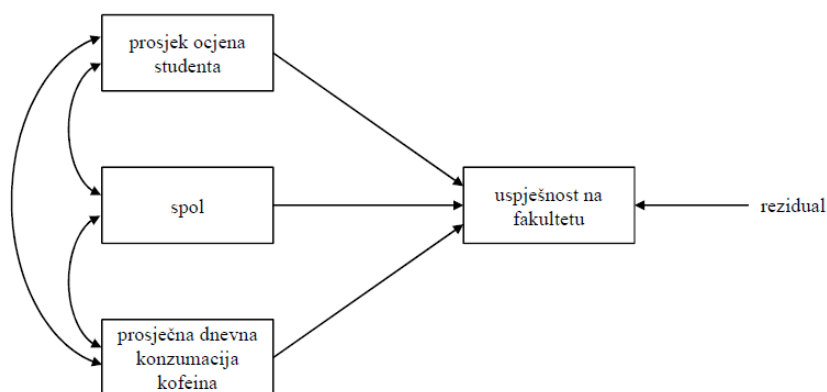 prosjek ocjena
studenta
spol
uspješnost na
fakultetu
rezidual
prosječna dnevna
konzumacija
kofeina